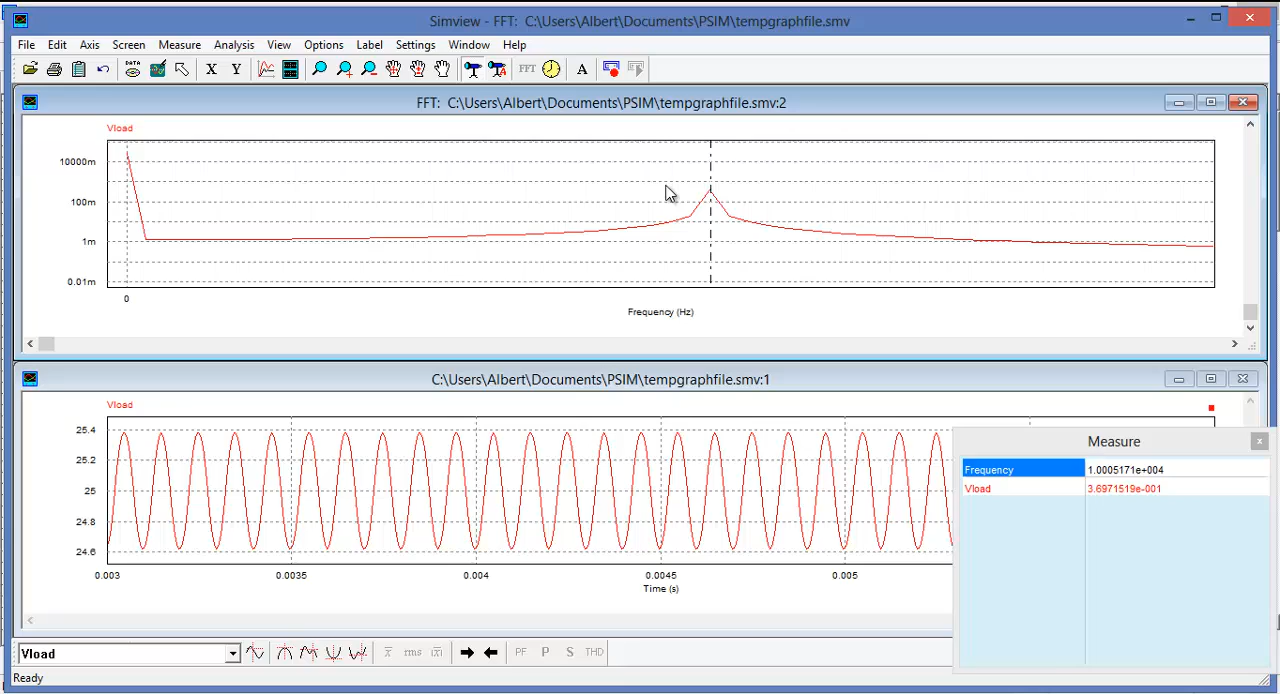 Simview - FFT: C:\Users\Albert\Documents\PSIM\tempgraphfile.smv
File Edit Axis Screen Measure Analysis View Options Label Settings Window Help
DATA X Y FFT A
FFT: C:\Users\Albert\Documents\PSIM\tempgraphfile.smv:2
Vload
10000m
100m
1m
0.01m
0
Frequency (Hz)
C:\Users\Albert\Documents\PSIM\tempgraphfile.smv:1
Vload
25.4
25.2
25
24.8
24.6
0.003 0.0035 0.004 0.0045 0.005
Time (s)
Measure
Frequency 1.0005171e+004
Vload 3.6971519e-001
Vload x rms |x| PF P S THD
Ready